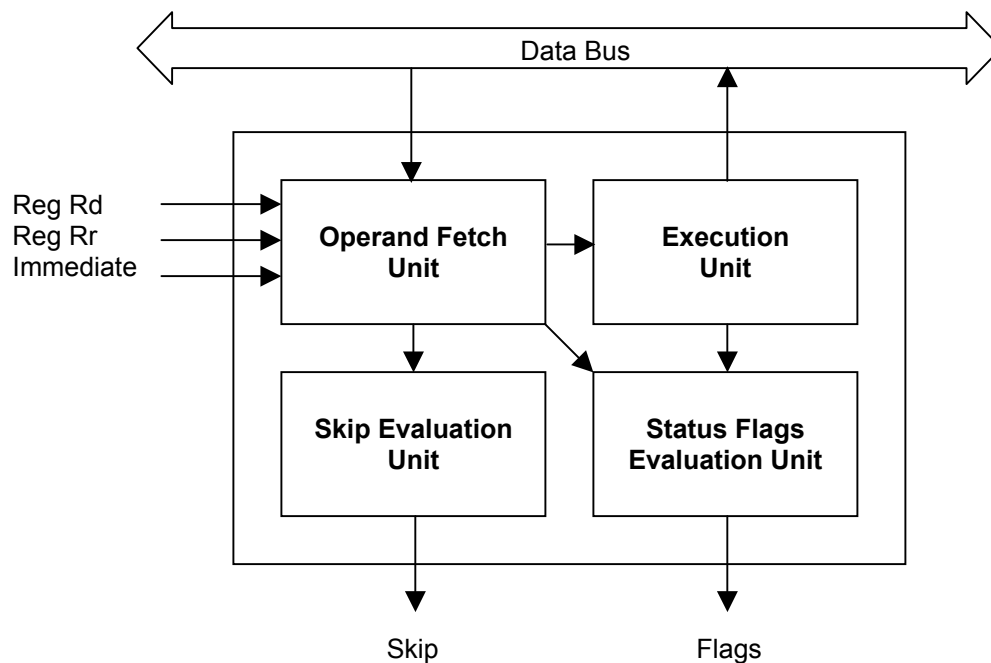 Data Bus
Reg Rd
Reg Rr
Immediate
Operand Fetch
Unit
Execution
Unit
Skip Evaluation
Unit
Status Flags
Evaluation Unit
Skip
Flags